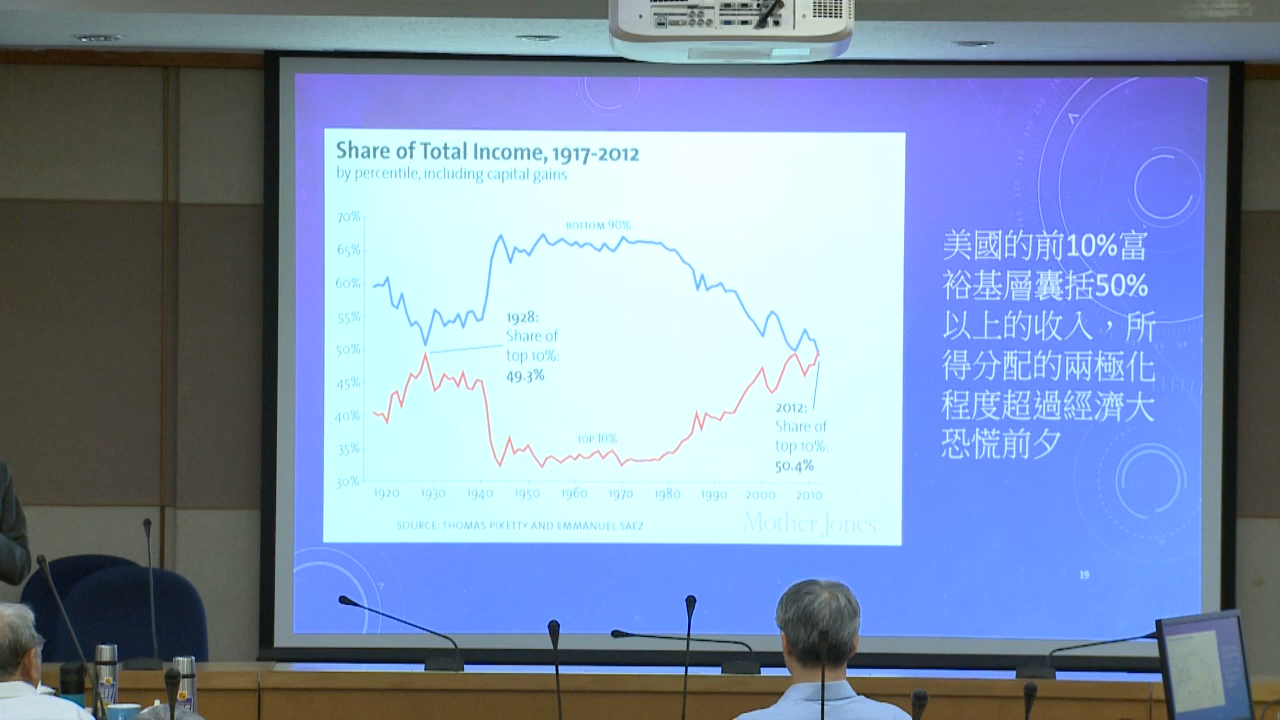 Share of Total Income, 1917-2012
by percentile, including capital gains
70%
65%
60%
55%
50%
45%
40%
35%
30%
BOTTOM 90%
1928:
Share of
top 10%:
49.3%
TOP 10%
2012:
Share of
top 10%:
50.4%
1920 1930 1940 1950 1960 1970 1980 1990 2000 2010
SOURCE: THOMAS PIKETTY AND EMMANUEL SAEZ
Mother Jones
美國的前10%富
裕基層囊括50%
以上的收入，所
得分配的兩極化
程度超過經濟大
恐慌前夕
19